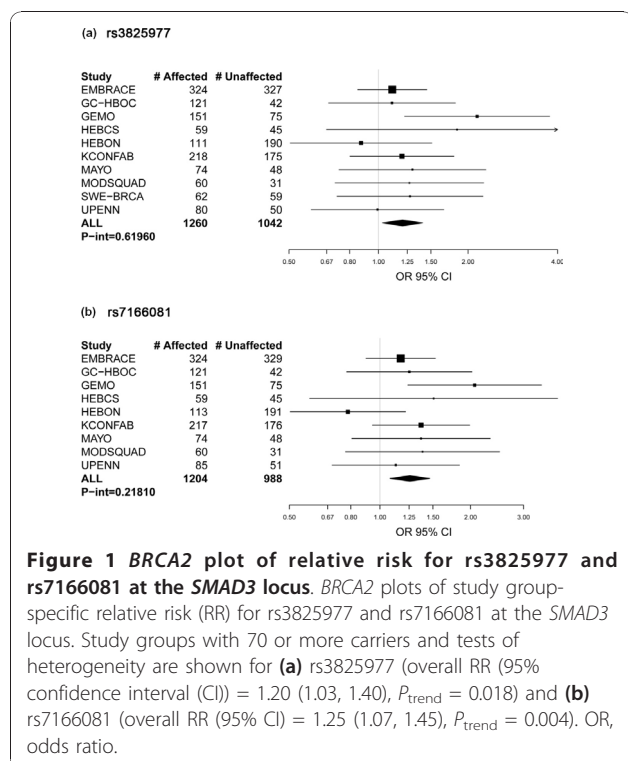 (a) rs3825977
Study # Affected # Unaffected
EMBRACE 324 327
GC−HBOC 121 42
GEMO 151 75
HEBCS 59 45
HEBON 111 190
KCONFAB 218 175
MAYO 74 48
MODSQUAD 60 31
SWE−BRCA 62 59
UPENN 80 50
ALL 1260 1042
P−int=0.61960
0.50 0.67 0.80 1.00 1.25 1.50 2.00 4.00
OR 95% CI
(b) rs7166081
Study # Affected # Unaffected
EMBRACE 324 329
GC−HBOC 121 42
GEMO 151 75
HEBCS 59 45
HEBON 113 191
KCONFAB 217 176
MAYO 74 48
MODSQUAD 60 31
UPENN 85 51
ALL 1204 988
P−int=0.21810
0.50 0.67 0.80 1.00 1.25 1.50 2.00 3.00
OR 95% CI
Figure 1 BRCA2 plot of relative risk for rs3825977 and
rs7166081 at the SMAD3 locus. BRCA2 plots of study group-
specific relative risk (RR) for rs3825977 and rs7166081 at the SMAD3
locus. Study groups with 70 or more carriers and tests of
heterogeneity are shown for (a) rs3825977 (overall RR (95%
confidence interval (CI)) = 1.20 (1.03, 1.40), Ptrend = 0.018) and (b)
rs7166081 (overall RR (95% CI) = 1.25 (1.07, 1.45), Ptrend = 0.004). OR,
odds ratio.